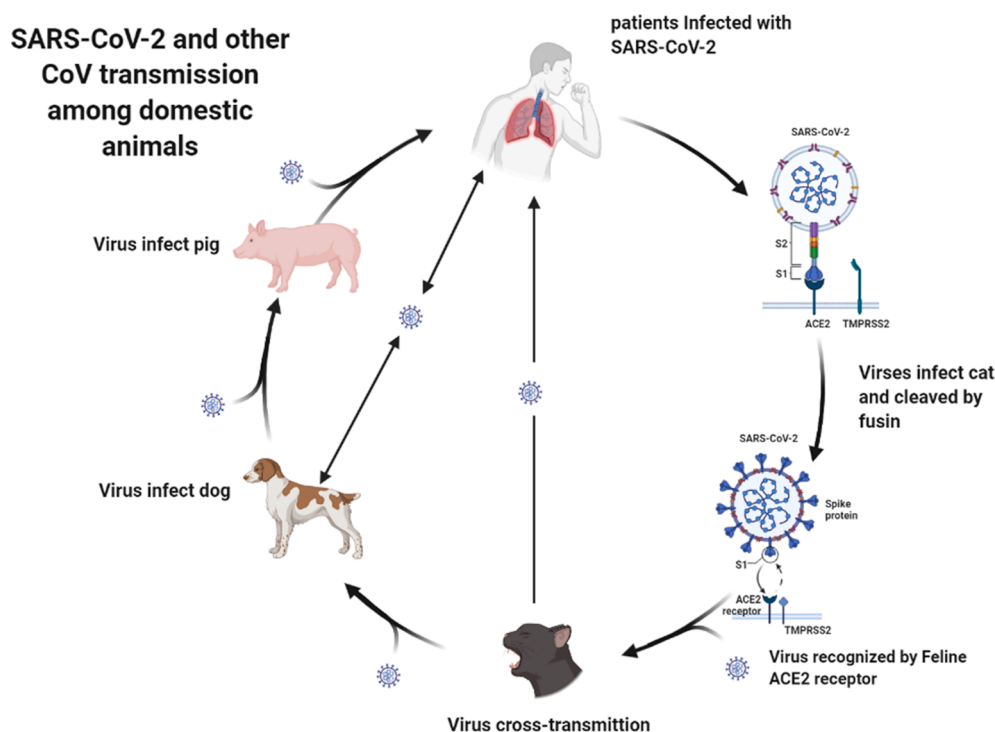 SARS-CoV-2 and other
CoV transmission
among domestic
animals
patients Infected with
SARS-CoV-2
SARS-CoV-2
S2
S1
ACE2
TMPRSS2
Virus infect pig
Virses infect cat
and cleaved by
fusin
SARS-CoV-2
Spike
protein
S1
ACE2
receptor
TMPRSS2
Virus infect dog
Virus recognized by Feline
ACE2 receptor
Virus cross-transmittion